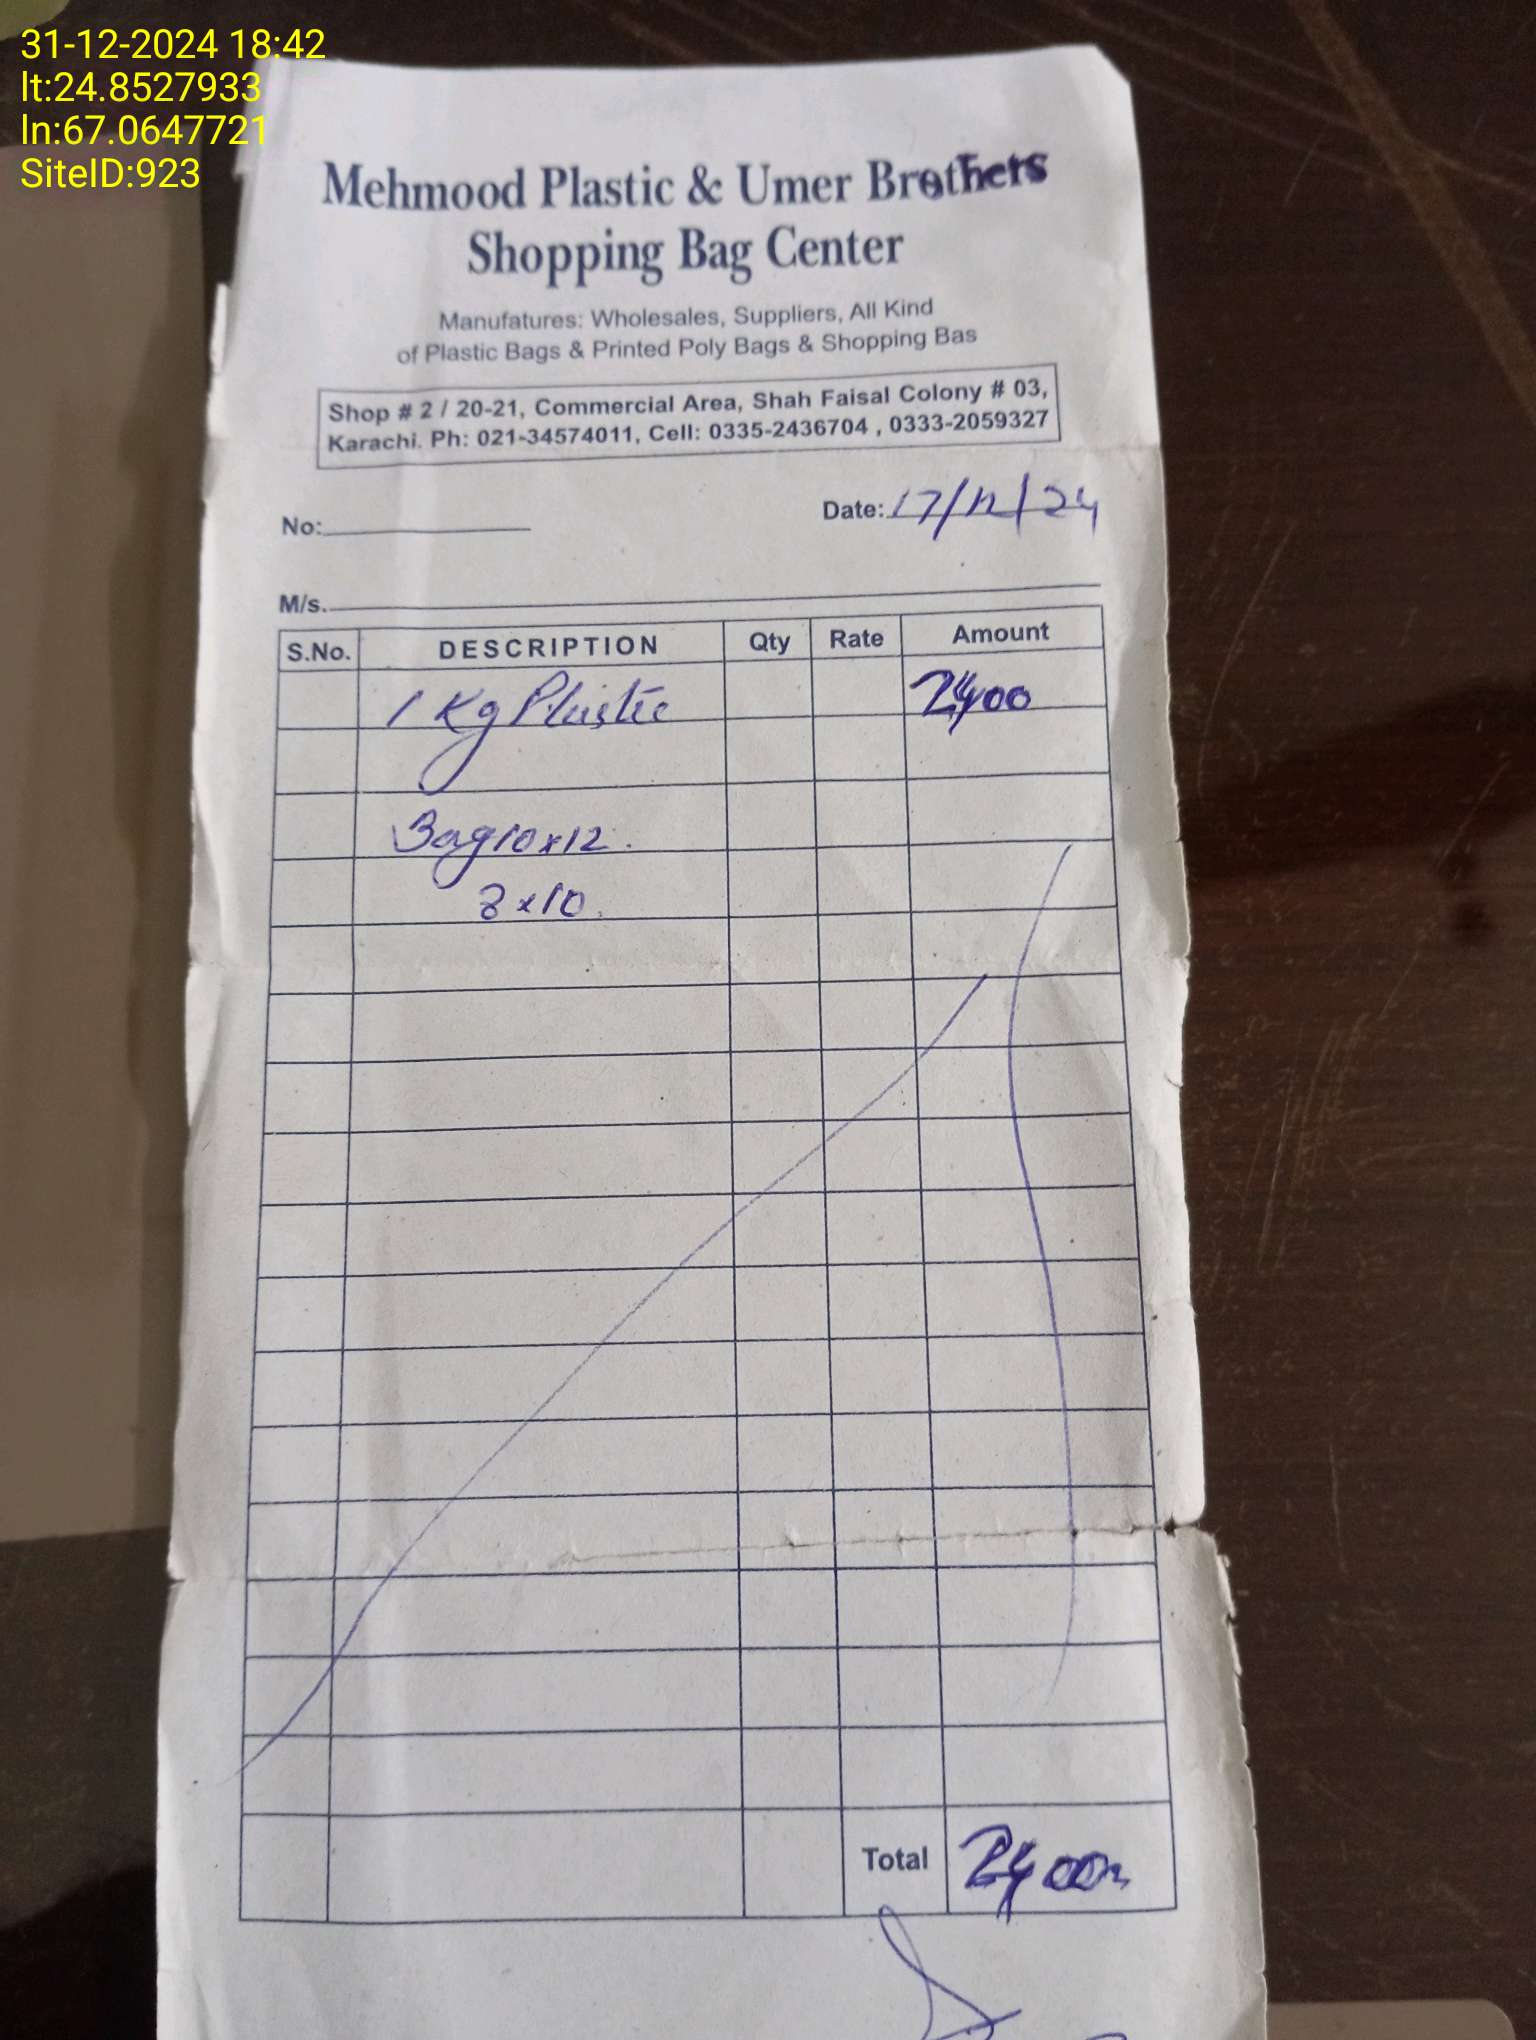 31-12-2024 18:42
lt:24.8527933
ln:67.0647721
SiteID:923
Mehmood Plastic & Umer Brothers
Shopping Bag Center
Manufatures: Wholesales, Suppliers, All Kind
of Plastic Bags & Printed Poly Bags & Shopping Bas
Shop # 2 / 20-21, Commercial Area, Shah Faisal Colony # 03,
Karachi. Ph: 021-34574011, Cell: 0335-2436704 , 0333-2059327
No: Date: 17/12/24
M/s.
S.No. DESCRIPTION Qty Rate Amount
1 Kg Plastic 2400
Bag 10x12.
8x10.
Total 2400